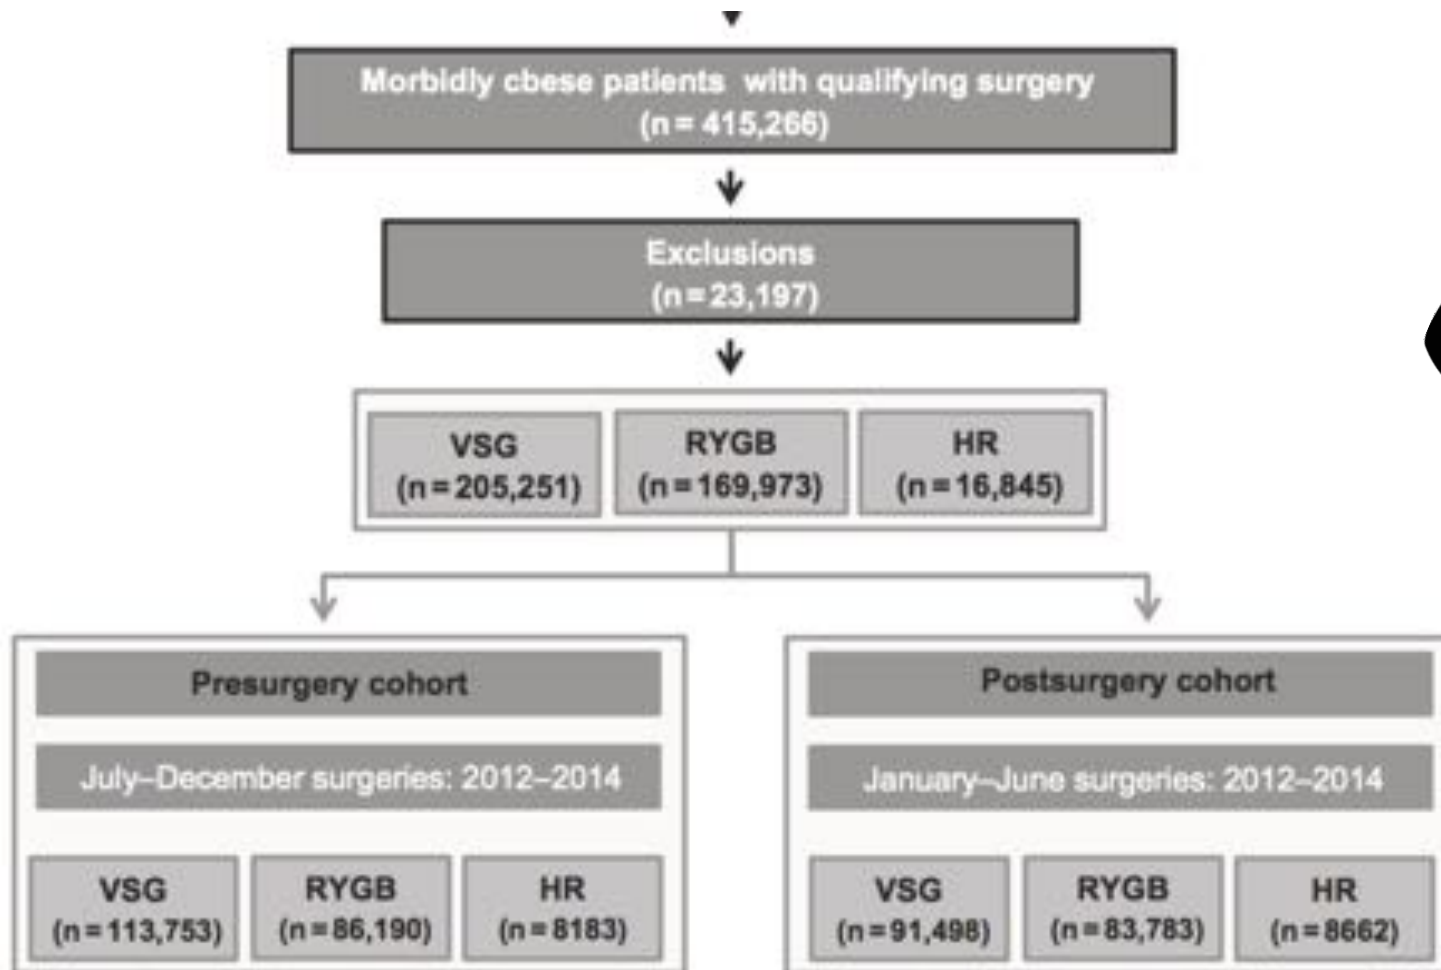 Morbidly cbese patients with qualifying surgery
(n = 415,266)
Exclusions
(n = 23,197)
VSG
(n = 205,251)
RYGB
(n = 169,973)
HR
(n = 16,845)
Presurgery cohort
July–December surgeries: 2012–2014
VSG
(n = 113,753)
RYGB
(n = 86,190)
HR
(n = 8183)
Postsurgery cohort
January–June surgeries: 2012–2014
VSG
(n = 91,498)
RYGB
(n = 83,783)
HR
(n = 8662)